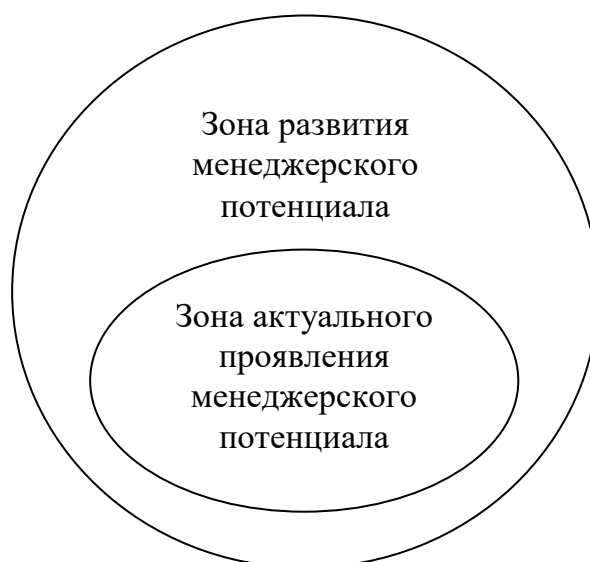 Зона развития
менеджерского
потенциала
Зона актуального
проявления
менеджерского
потенциала